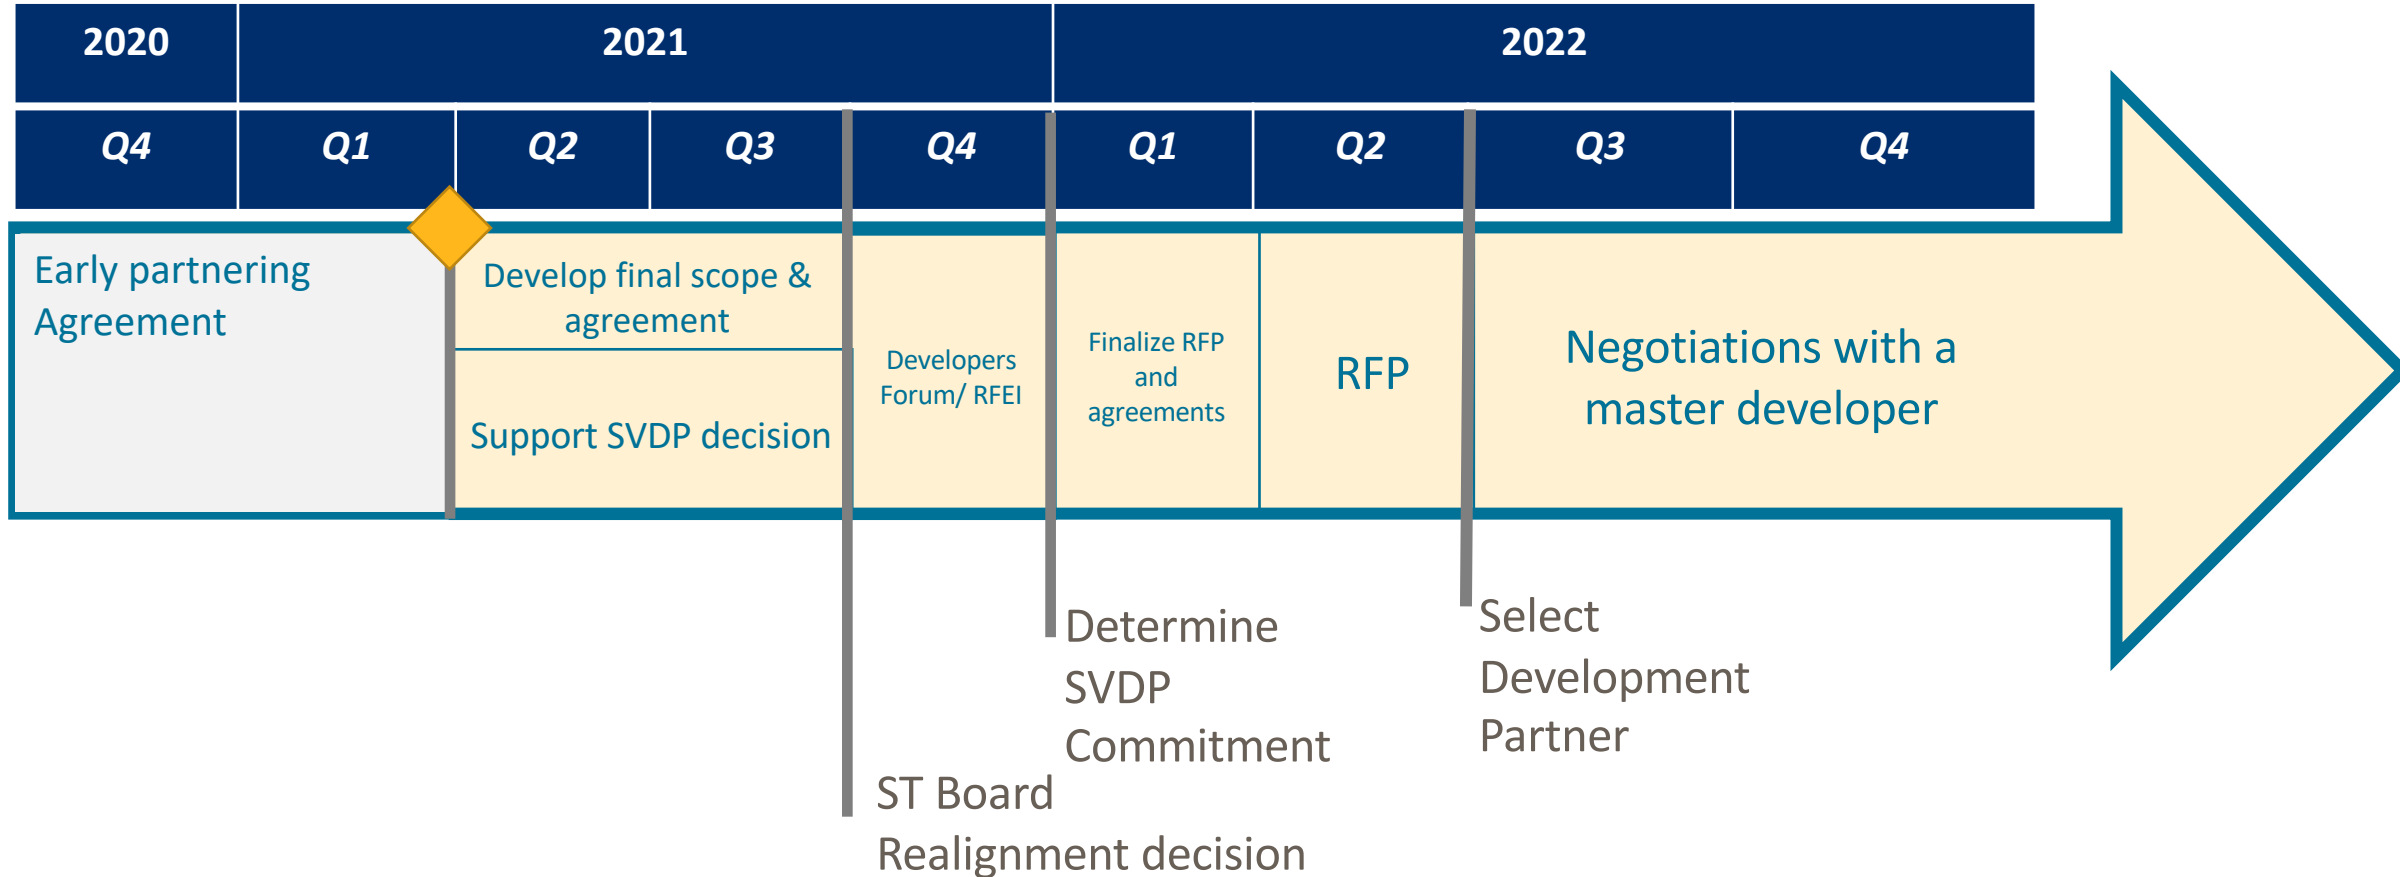 2020
2021
2022
Q4
Q1
Q2
Q3
Q4
Q1
Q2
Q3
Q4
Early partnering
Agreement
Develop final scope &
agreement
Support SVDP decision
Developers
Forum/ RFEI
Finalize RFP
and
agreements
RFP
Negotiations with a
master developer
Determine
SVDP
Commitment
Select
Development
Partner
ST Board
Realignment decision